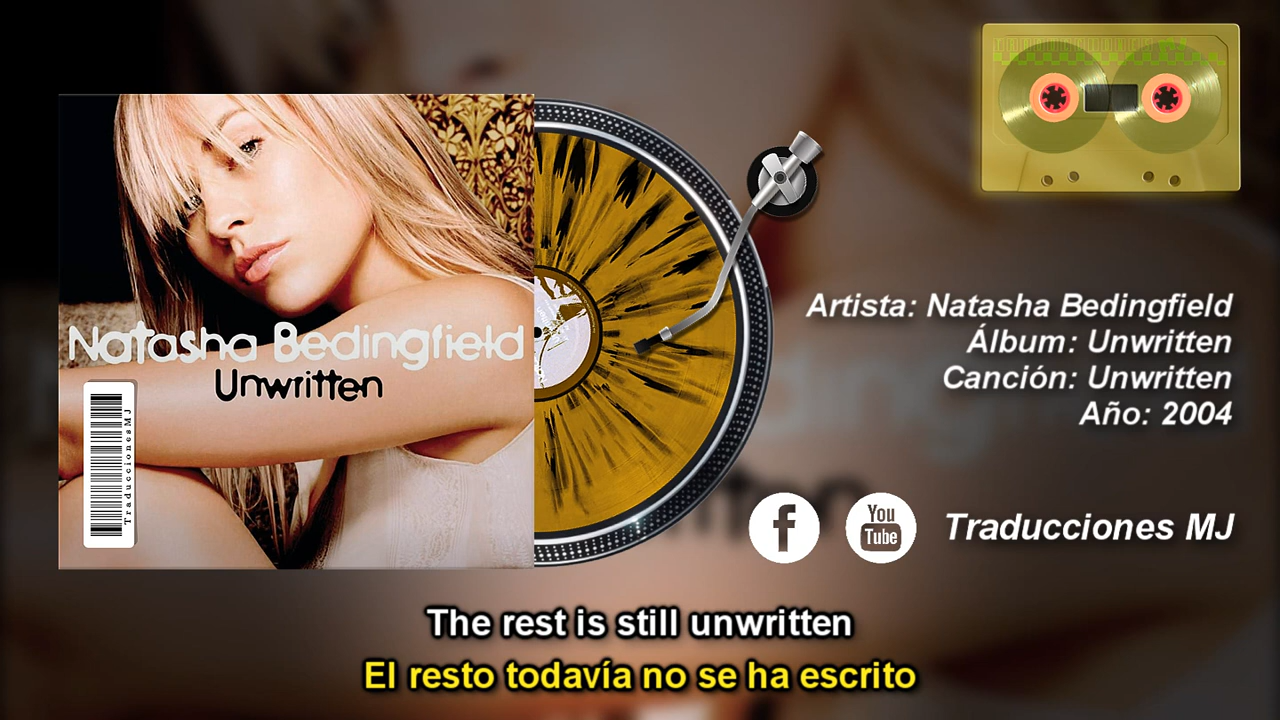 Natasha Bedingfield
Unwritten
TraduccionesMJ
Artista: Natasha Bedingfield
Álbum: Unwritten
Canción: Unwritten
Año: 2004
f
You
Tube
Traducciones MJ
The rest is still unwritten
El resto todavía no se ha escrito